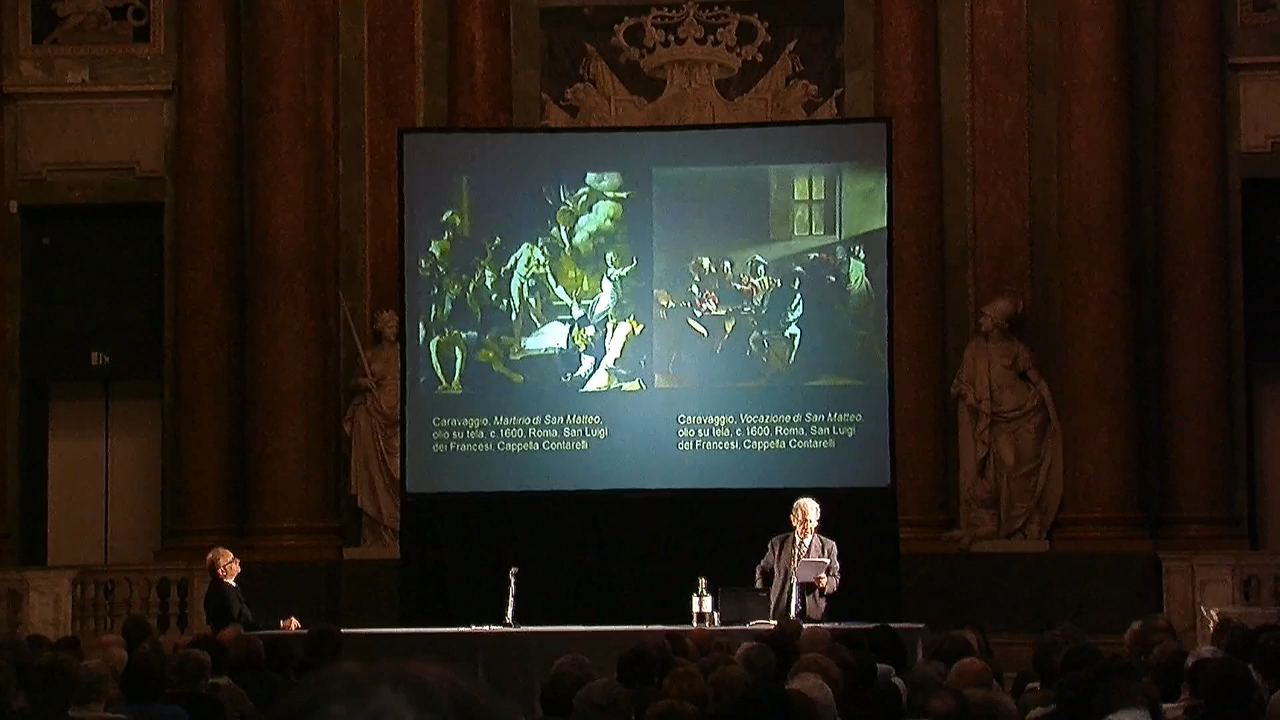 Caravaggio, Martirio di San Matteo,
olio su tela, c.1600, Roma, San Luigi
dei Francesi, Cappella Contarelli
Caravaggio, Vocazione di San Matteo,
olio su tela, c.1600, Roma, San Luigi
dei Francesi, Cappella Contarelli